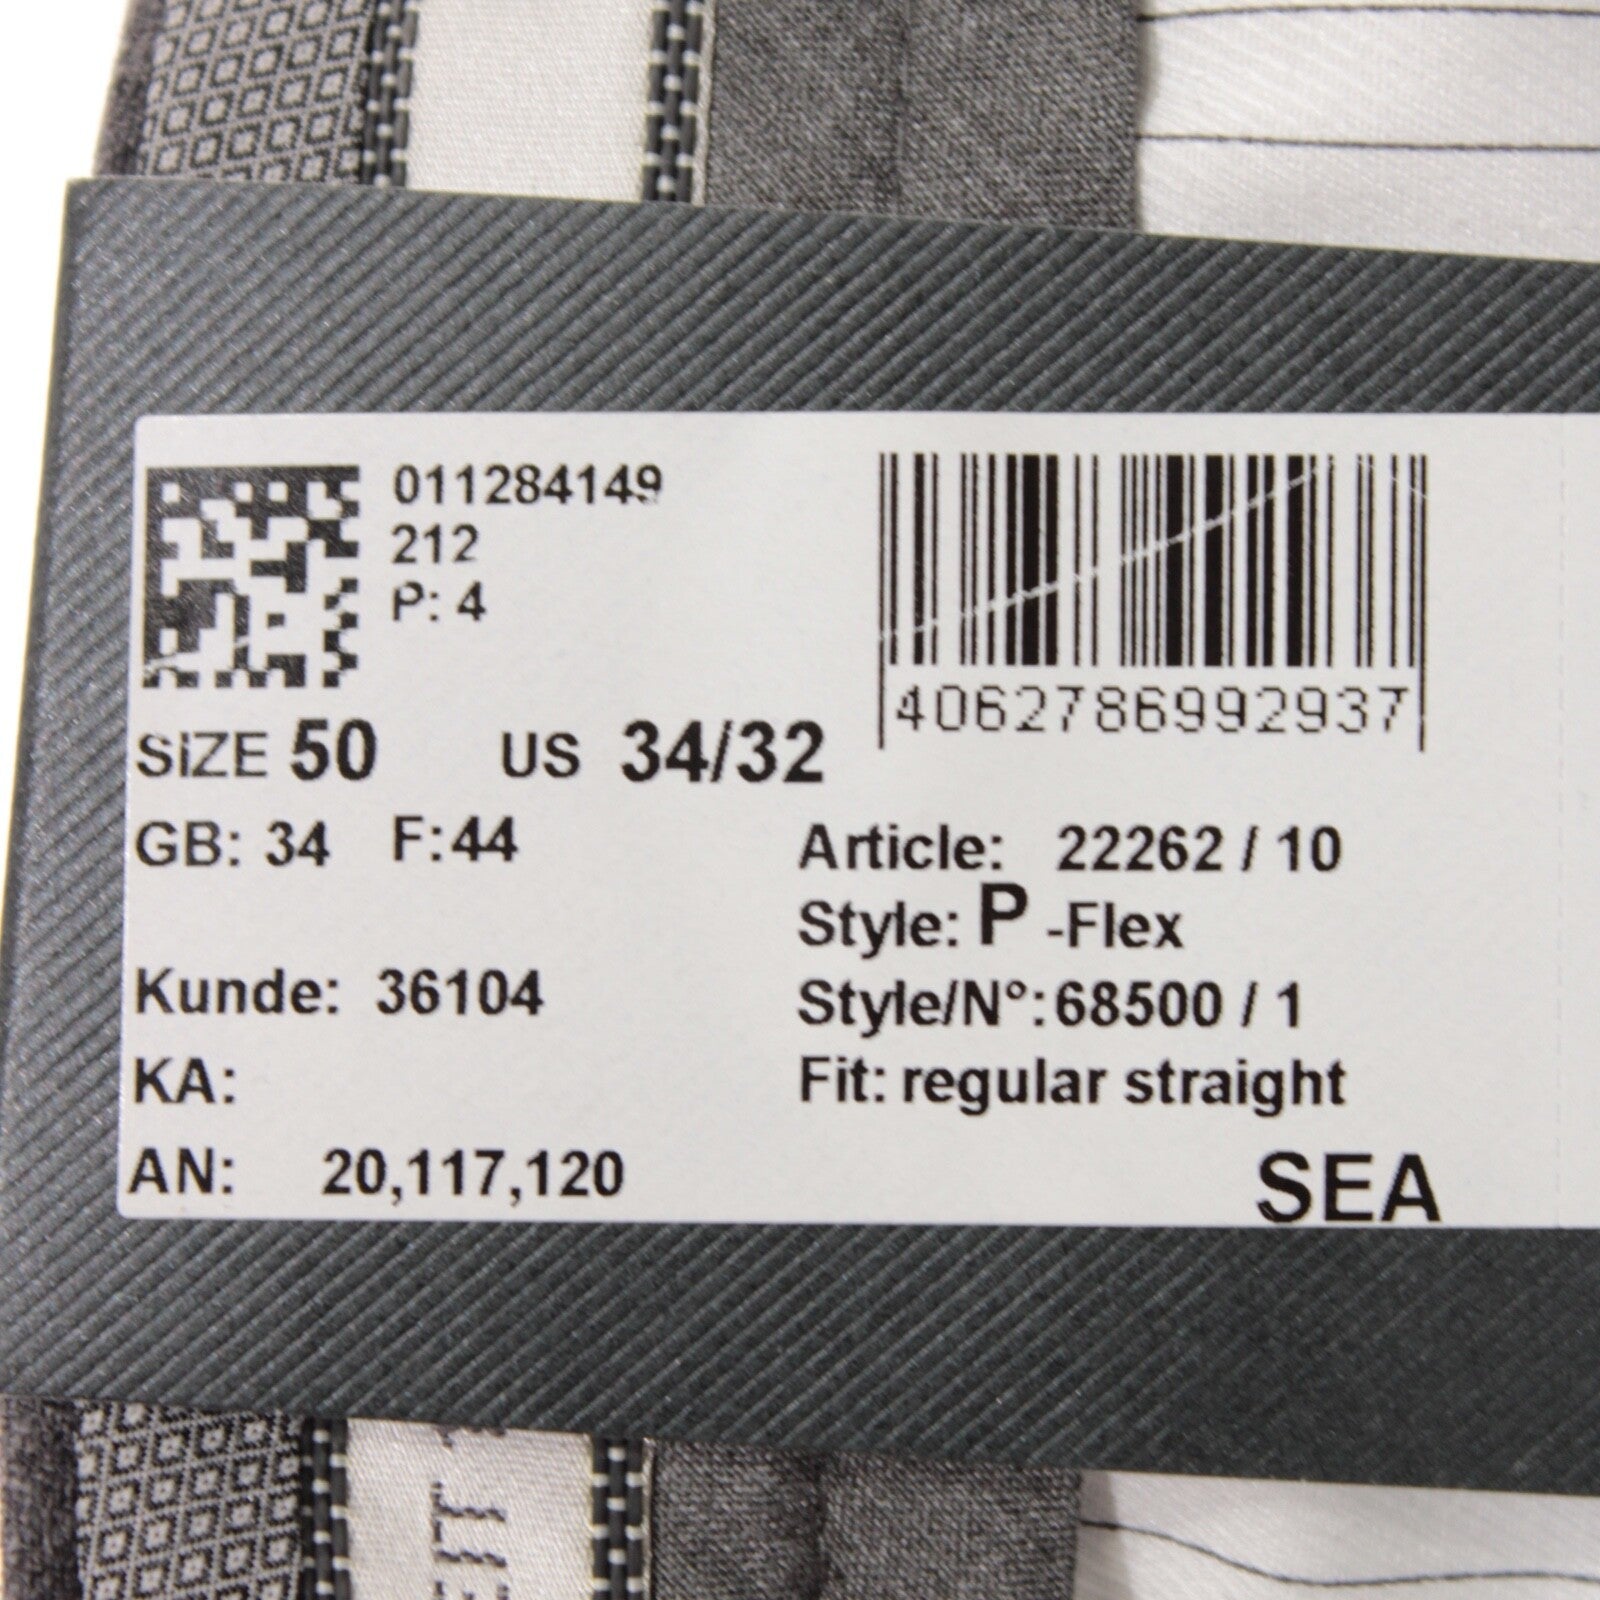 011284149
212
P: 4
4062786992937
SIZE 50 US 34/32
GB: 34 F:44
Article: 22262 / 10
Style: P -Flex
Kunde: 36104
Style/N°:68500 / 1
KA:
Fit: regular straight
AN: 20,117,120
SEA